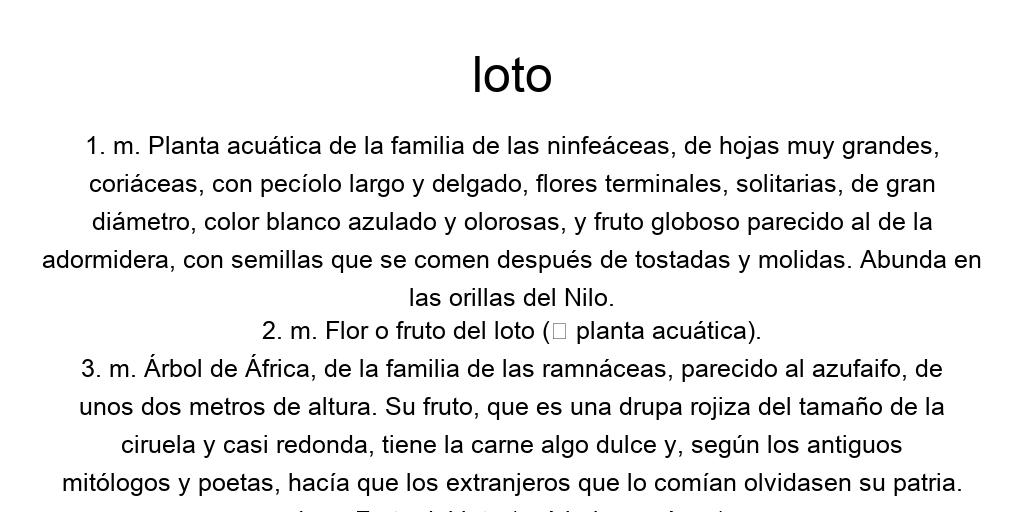 loto
1. m. Planta acuática de la familia de las ninfeáceas, de hojas muy grandes,
coriáceas, con pecíolo largo y delgado, flores terminales, solitarias, de gran
diámetro, color blanco azulado y olorosas, y fruto globoso parecido al de la
adormidera, con semillas que se comen después de tostadas y molidas. Abunda en
las orillas del Nilo.
2. m. Flor o fruto del loto (□ planta acuática).
3. m. Árbol de África, de la familia de las ramnáceas, parecido al azufaifo, de
unos dos metros de altura. Su fruto, que es una drupa rojiza del tamaño de la
ciruela y casi redonda, tiene la carne algo dulce y, según los antiguos
mitólogos y poetas, hacía que los extranjeros que lo comían olvidasen su patria.